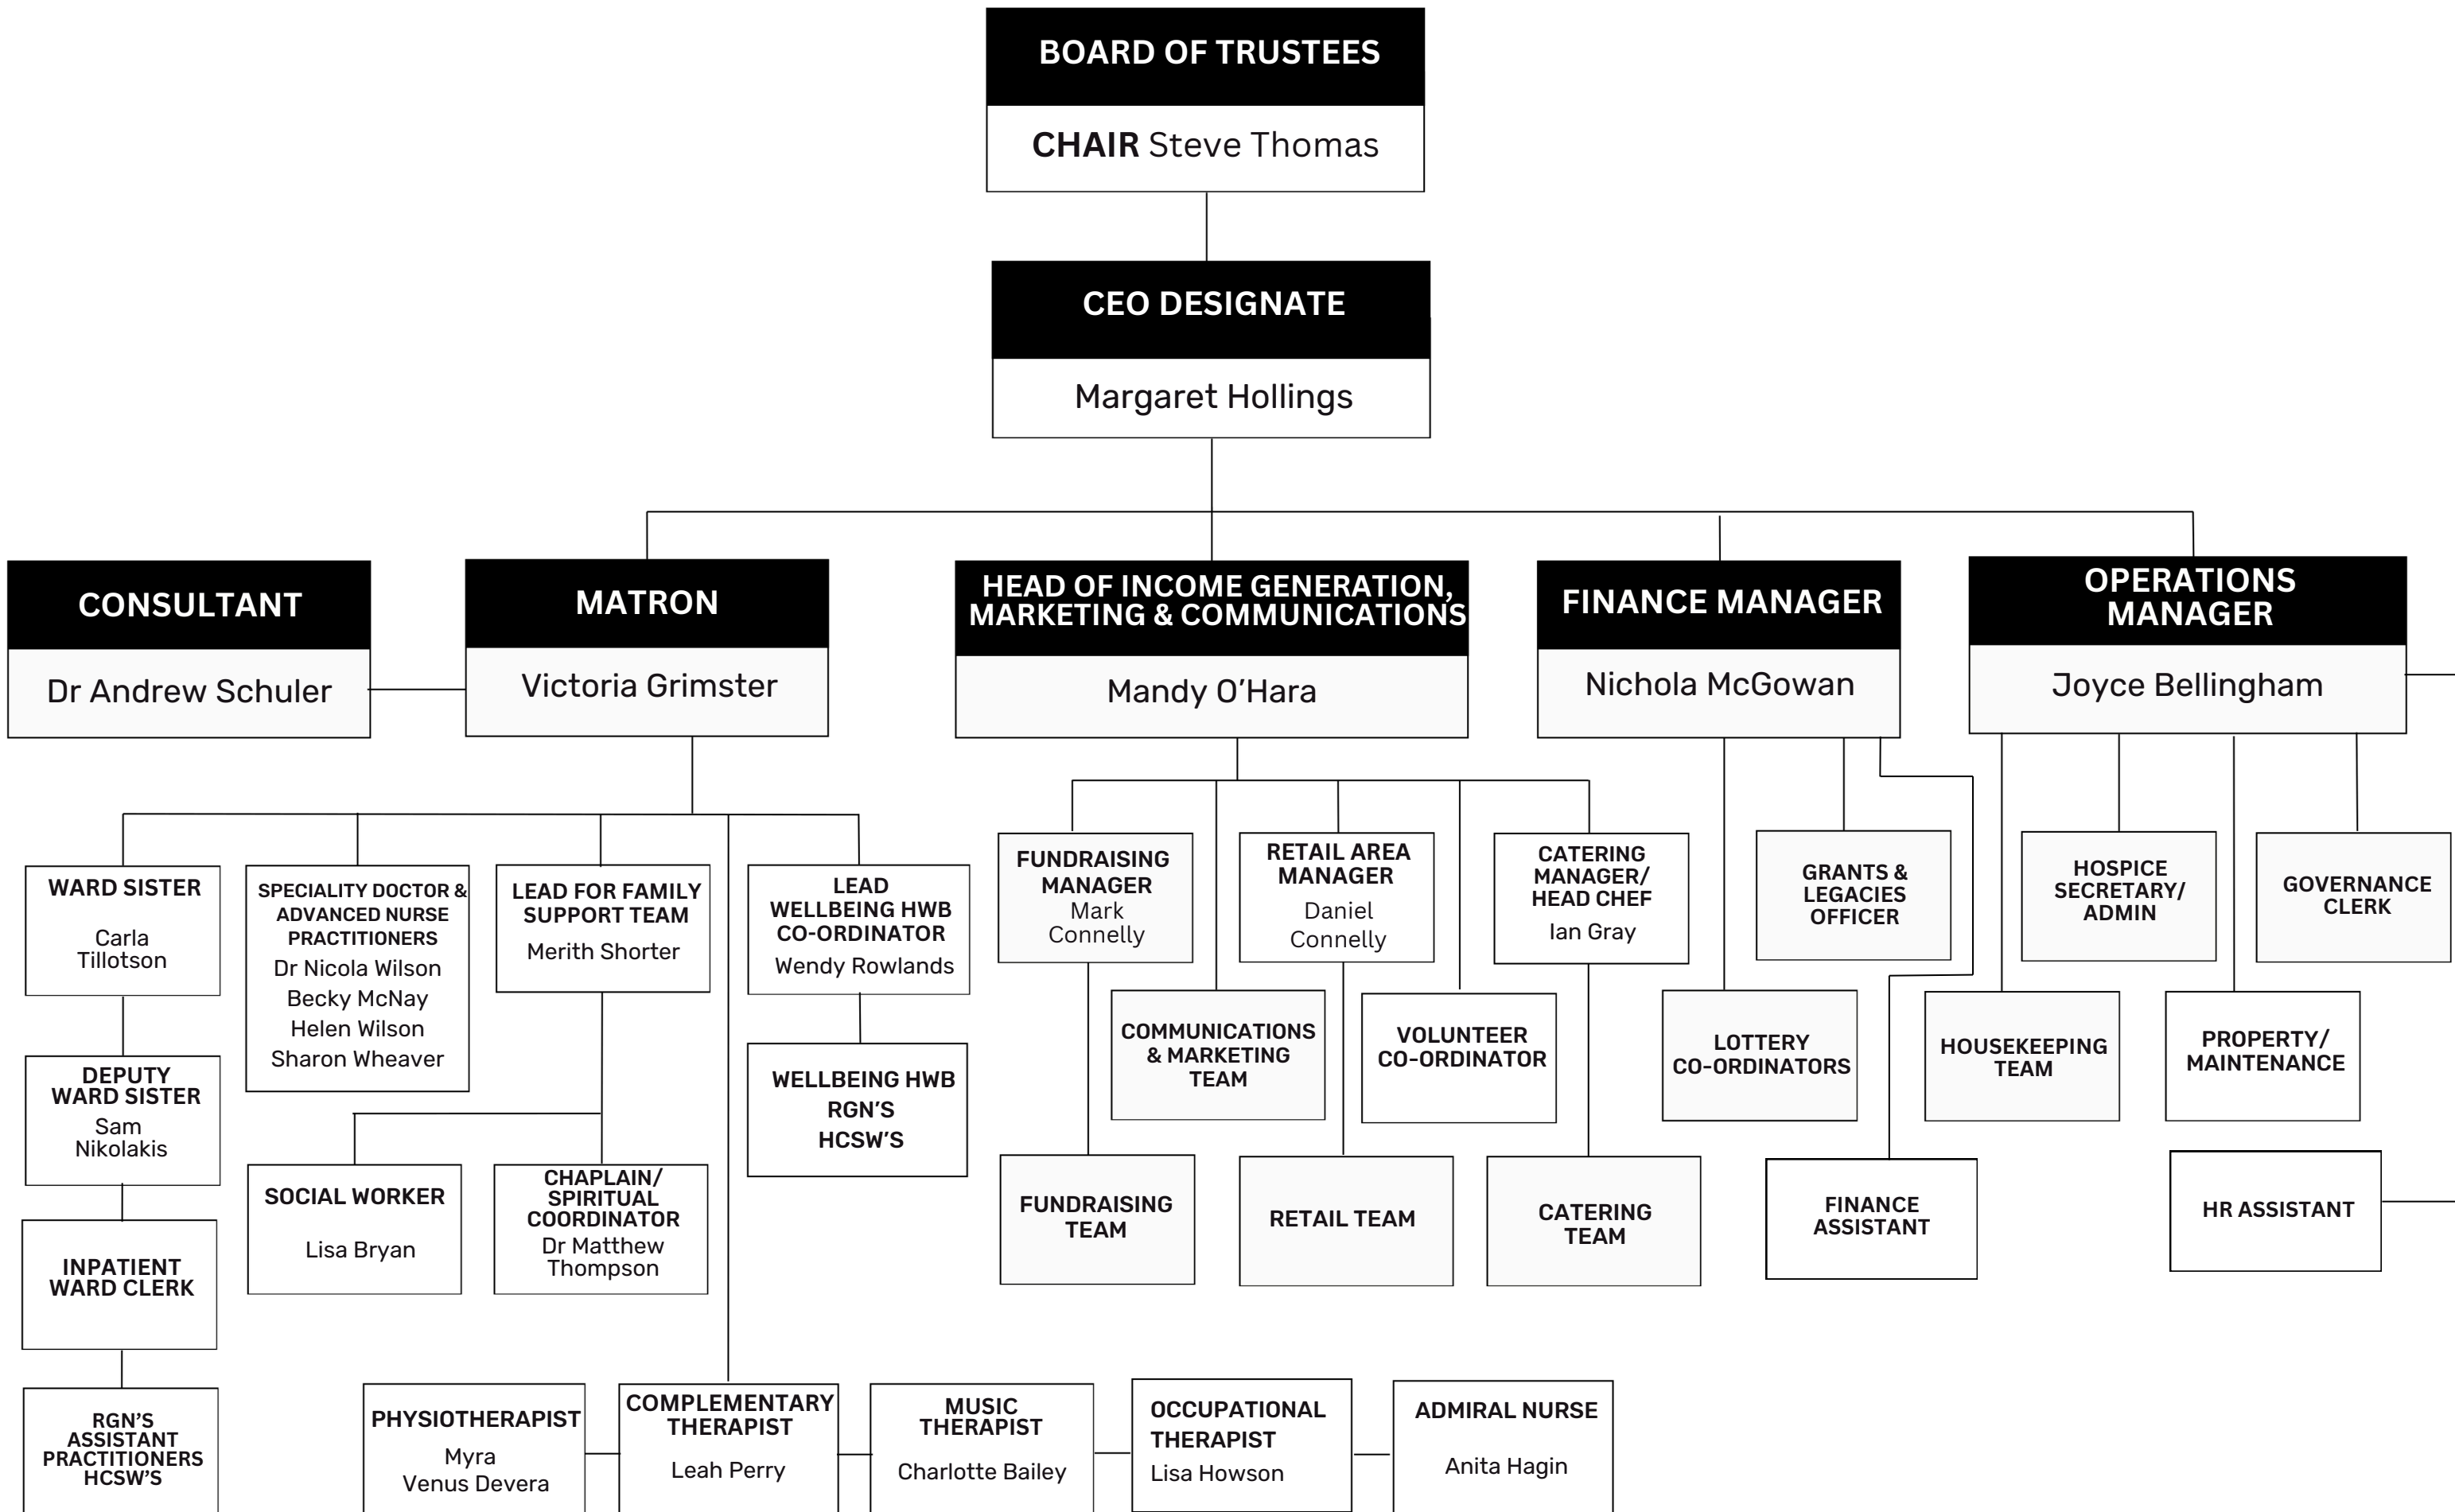 BOARD OF TRUSTEES
CHAIR Steve Thomas
CEO DESIGNATE
Margaret Hollings
CONSULTANT
Dr Andrew Schuler
MATRON
Victoria Grimster
HEAD OF INCOME GENERATION,
MARKETING & COMMUNICATIONS
Mandy O'Hara
FINANCE MANAGER
Nichola McGowan
OPERATIONS
MANAGER
Joyce Bellingham
WARD SISTER
Carla
Tillotson
SPECIALITY DOCTOR &
ADVANCED NURSE
PRACTITIONERS
Dr Nicola Wilson
Becky McNay
Helen Wilson
Sharon Wheaver
LEAD FOR FAMILY
SUPPORT TEAM
Merith Shorter
LEAD
WELLBEING HWB
CO-ORDINATOR
Wendy Rowlands
FUNDRAISING
MANAGER
Mark
Connelly
RETAIL AREA
MANAGER
Daniel
Connelly
CATERING
MANAGER/
HEAD CHEF
Ian Gray
GRANTS &
LEGACIES
OFFICER
HOSPICE
SECRETARY/
ADMIN
GOVERNANCE
CLERK
DEPUTY
WARD SISTER
Sam
Nikolakis
WELLBEING HWB
RGN'S
HCSW'S
COMMUNICATIONS
& MARKETING
TEAM
VOLUNTEER
CO-ORDINATOR
LOTTERY
CO-ORDINATORS
HOUSEKEEPING
TEAM
PROPERTY/
MAINTENANCE
SOCIAL WORKER
Lisa Bryan
CHAPLAIN/
SPIRITUAL
COORDINATOR
Dr Matthew
Thompson
FUNDRAISING
TEAM
RETAIL TEAM
CATERING
TEAM
FINANCE
ASSISTANT
HR ASSISTANT
INPATIENT
WARD CLERK
RGN'S
ASSISTANT
PRACTITIONERS
HCSW'S
PHYSIOTHERAPIST
Myra
Venus Devera
COMPLEMENTARY
THERAPIST
Leah Perry
MUSIC
THERAPIST
Charlotte Bailey
OCCUPATIONAL
THERAPIST
Lisa Howson
ADMIRAL NURSE
Anita Hagin